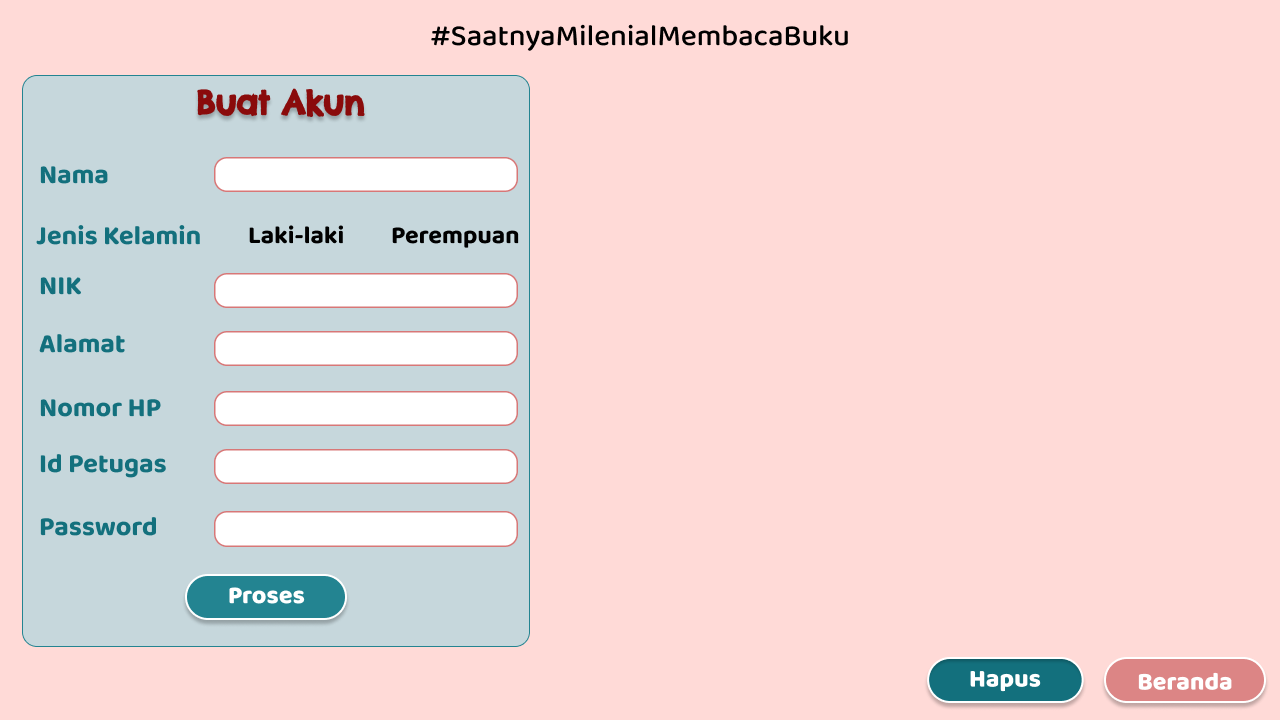 #SaatnyaMilenialMembacaBuku
Buat Akun
Nama
Jenis Kelamin Laki-laki Perempuan
NIK
Alamat
Nomor HP
Id Petugas
Password
Proses
Hapus Beranda